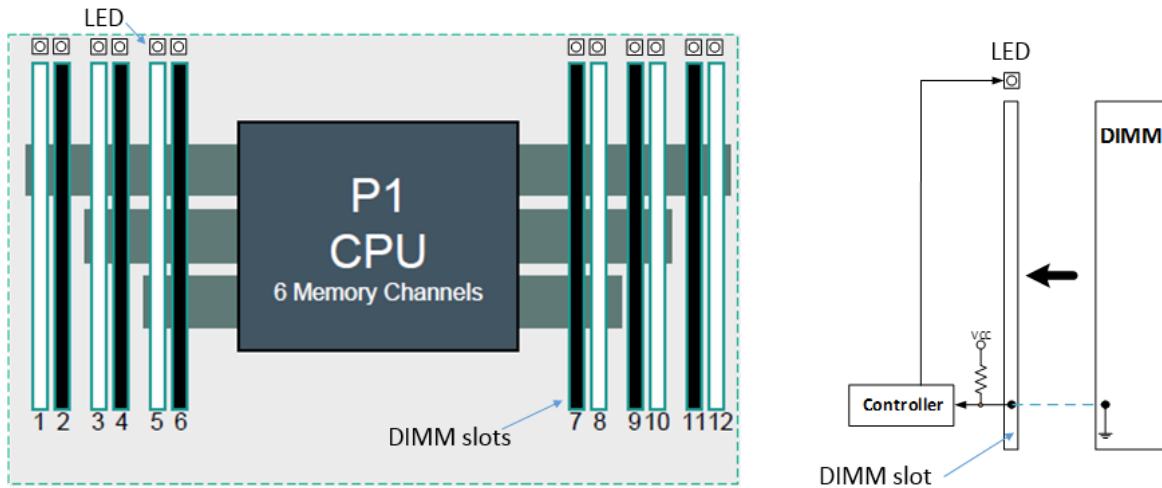 LED
P1
CPU
6 Memory Channels
1 2 3 4 5 6
7 8 9 10 11 12
DIMM slots
LED
DIMM
VCC
Controller
DIMM slot